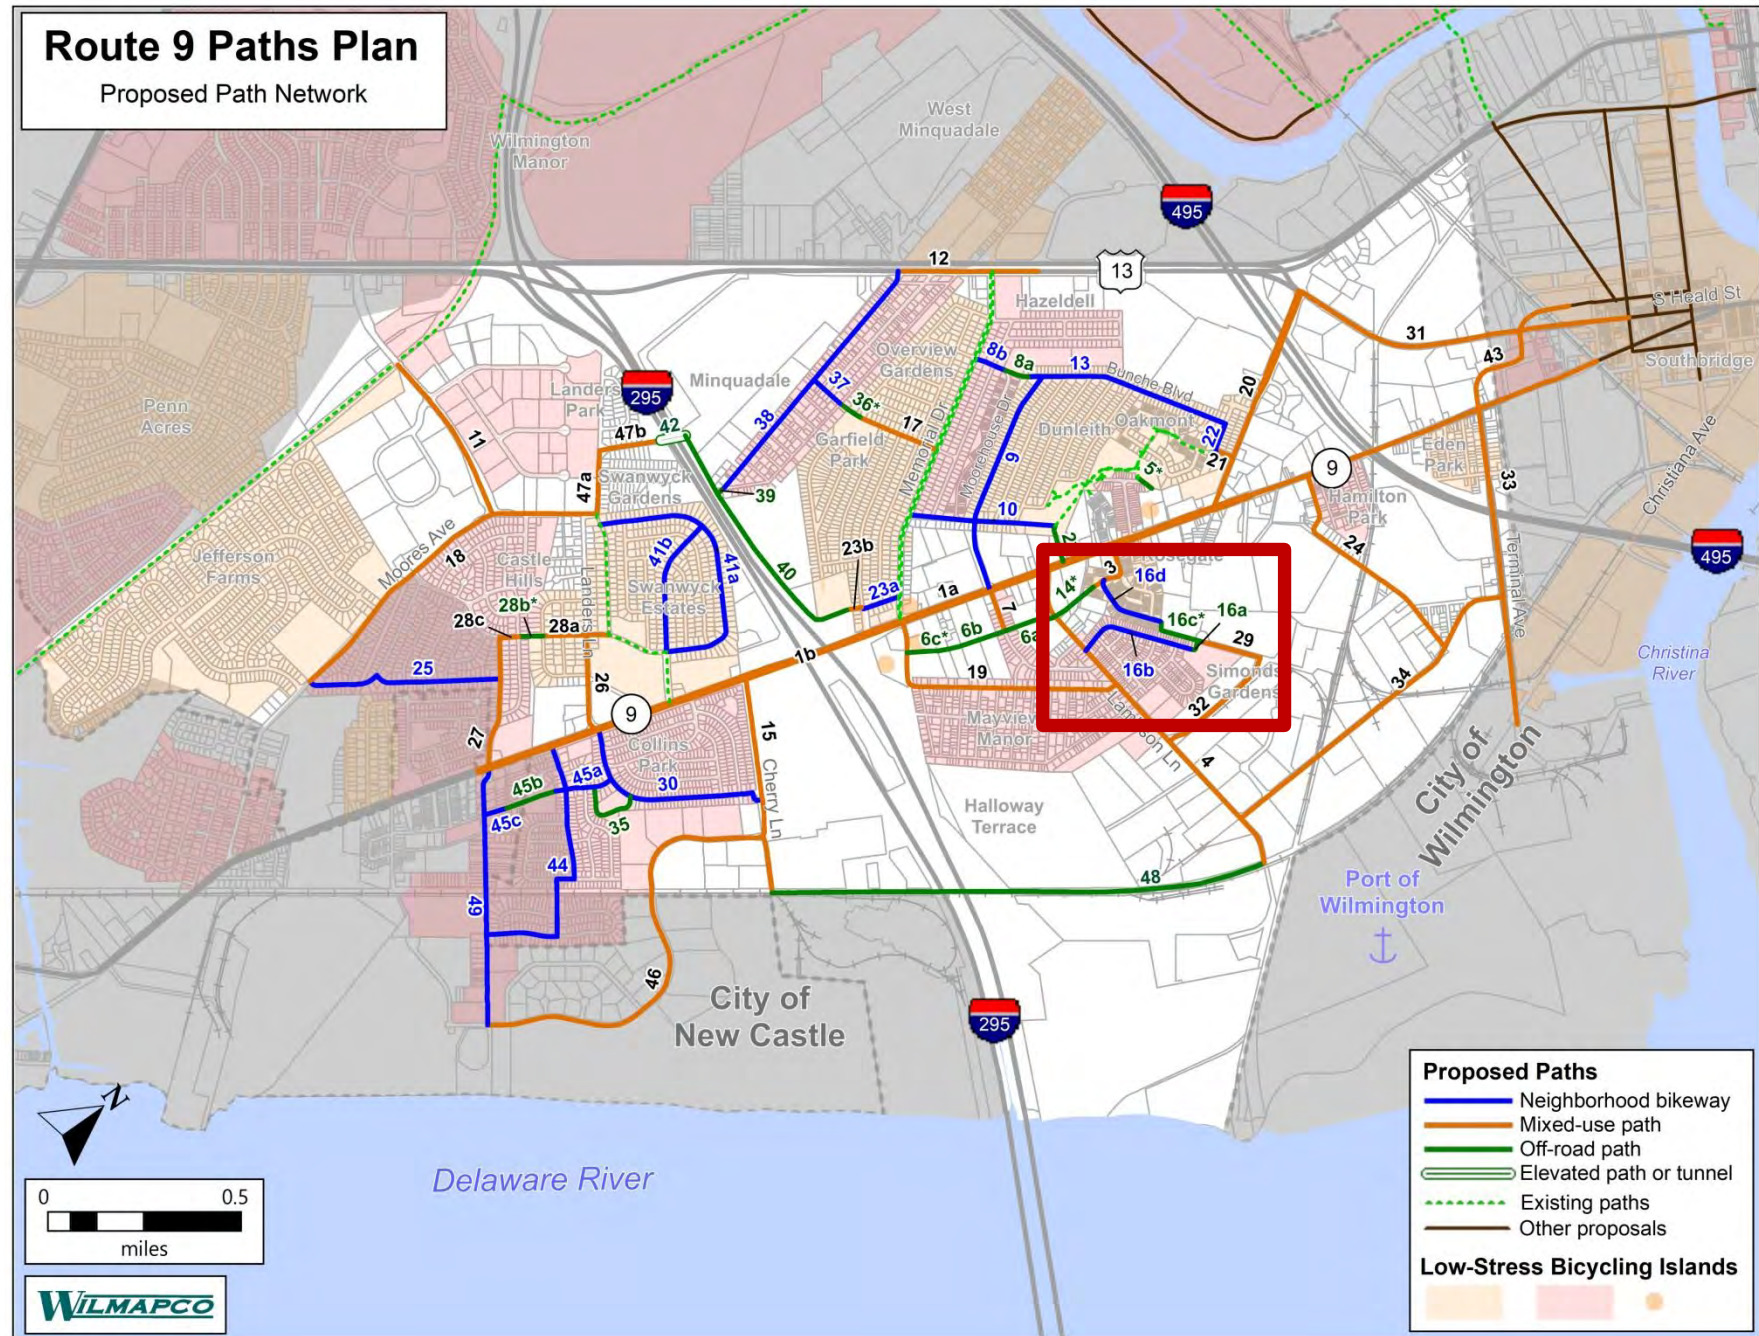 Route 9 Paths Plan
Proposed Path Network
West
Minquadale
Wilmington
Manor
495
12
13
Hazeldell
S Heald St
31
43
Southbridge
8b
8a
13
Bunche Blvd
20
Overview
Gardens
Minquadale
Landers
Park
295
Penn
Acres
11
47b
42
38
37
36*
17
Garfield
Park
Memorial Dr
Moorehouse Dr
9
Dunleith
Oakmont
22
21
5*
9
Eden
Park
33
Christiana Ave
Hamilton
Park
47a
Swanwyck
Gardens
39
10
2
24
Terminal Ave
495
Jefferson
Farms
Moores Ave
18
Castle
Hills
Landers Ln
41b
41a
Swanwyck
Estates
40
23b
23a
1a
7
14*
3
Rosegate
16d
16c*
16a
29
28c
28b*
28a
6c*
6b
6a
16b
Simonds
Gardens
32
34
Christina
River
25
26
1b
19
9
27
15
Mayview
Manor
Lambson Ln
4
Collins
Park
Cherry Ln
45b
45a
30
45c
35
Halloway
Terrace
City of
Wilmington
44
49
48
Port of
Wilmington
46
City of
New Castle
295
N
Delaware River
0 0.5
miles
WILMAPCO
Proposed Paths
Neighborhood bikeway
Mixed-use path
Off-road path
Elevated path or tunnel
Existing paths
Other proposals
Low-Stress Bicycling Islands